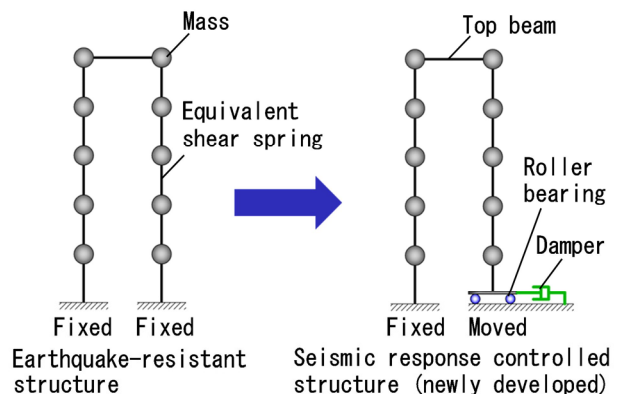 Mass
Top beam
Equivalent
shear spring
Roller
bearing
Damper
Fixed Fixed
Fixed Moved
Earthquake-resistant
structure
Seismic response controlled
structure (newly developed)